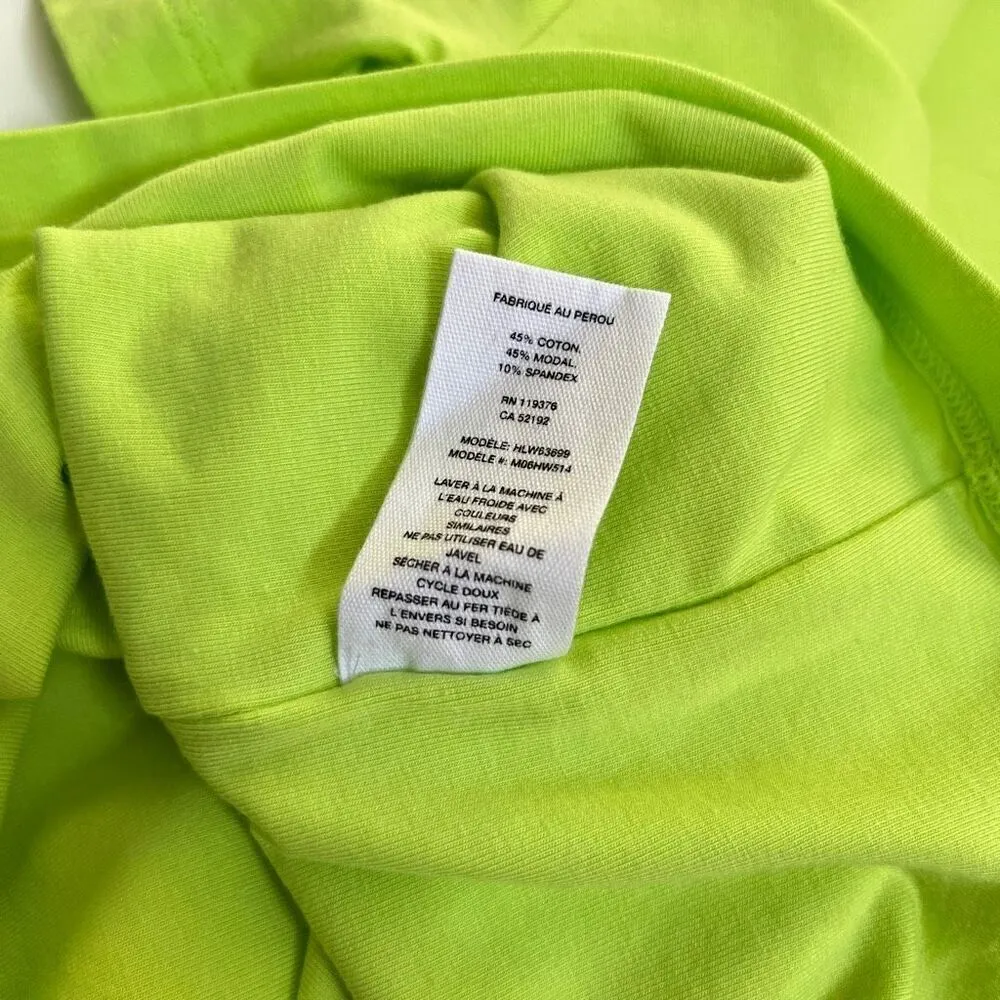 FABRIQUÉ AU PEROU
45% COTON,
45% MODAL,
10% SPANDEX
RN 119376
CA 52192
MODÈLE: HLW63699
MODÈLE #: M06HW514
LAVER À LA MACHINE À
L'EAU FROIDE AVEC
COULEURS
SIMILAIRES
NE PAS UTILISER EAU DE
JAVEL
SÉCHER À LA MACHINE
CYCLE DOUX
REPASSER AU FER TIÈDE À
L'ENVERS SI BESOIN
NE PAS NETTOYER À SEC